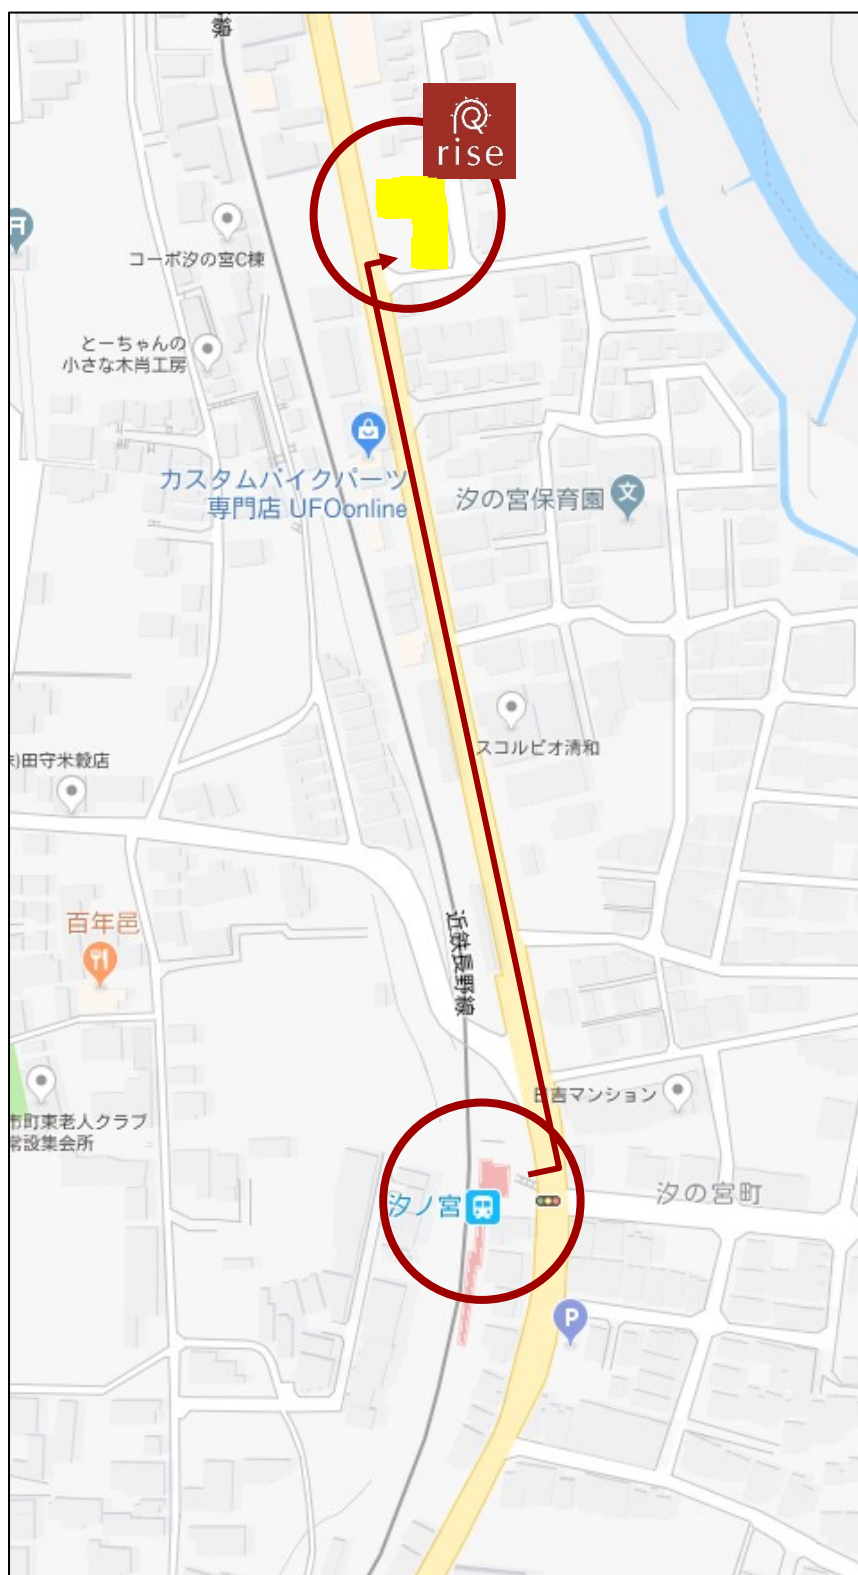 rise
コーポ汐の宮C棟
とーちゃんの
小さな木肖工房
カスタムバイクパーツ
専門店 UFOonline
汐の宮保育園
文
スコルピオ清和
)田守米穀店
百年邑
近鉄長野線
日吉マンション
市町東老人クラブ
常設集会所
汐ノ宮
汐の宮町
P